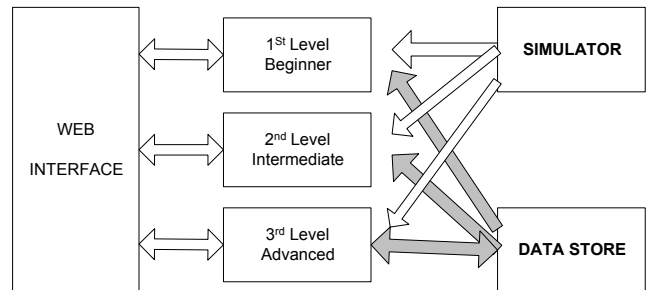 WEB
INTERFACE
1St Level
Beginner
2nd Level
Intermediate
3rd Level
Advanced
SIMULATOR
DATA STORE